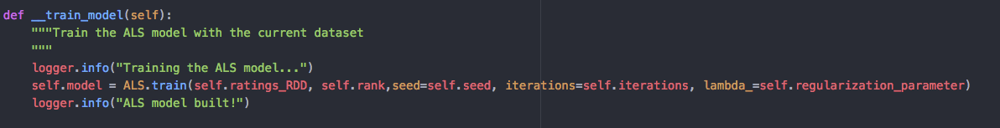 def __train_model(self):
    """Train the ALS model with the current dataset
    """
    logger.info("Training the ALS model...")
    self.model = ALS.train(self.ratings_RDD, self.rank,seed=self.seed, iterations=self.iterations, lambda_=self.regularization_parameter)
    logger.info("ALS model built!")